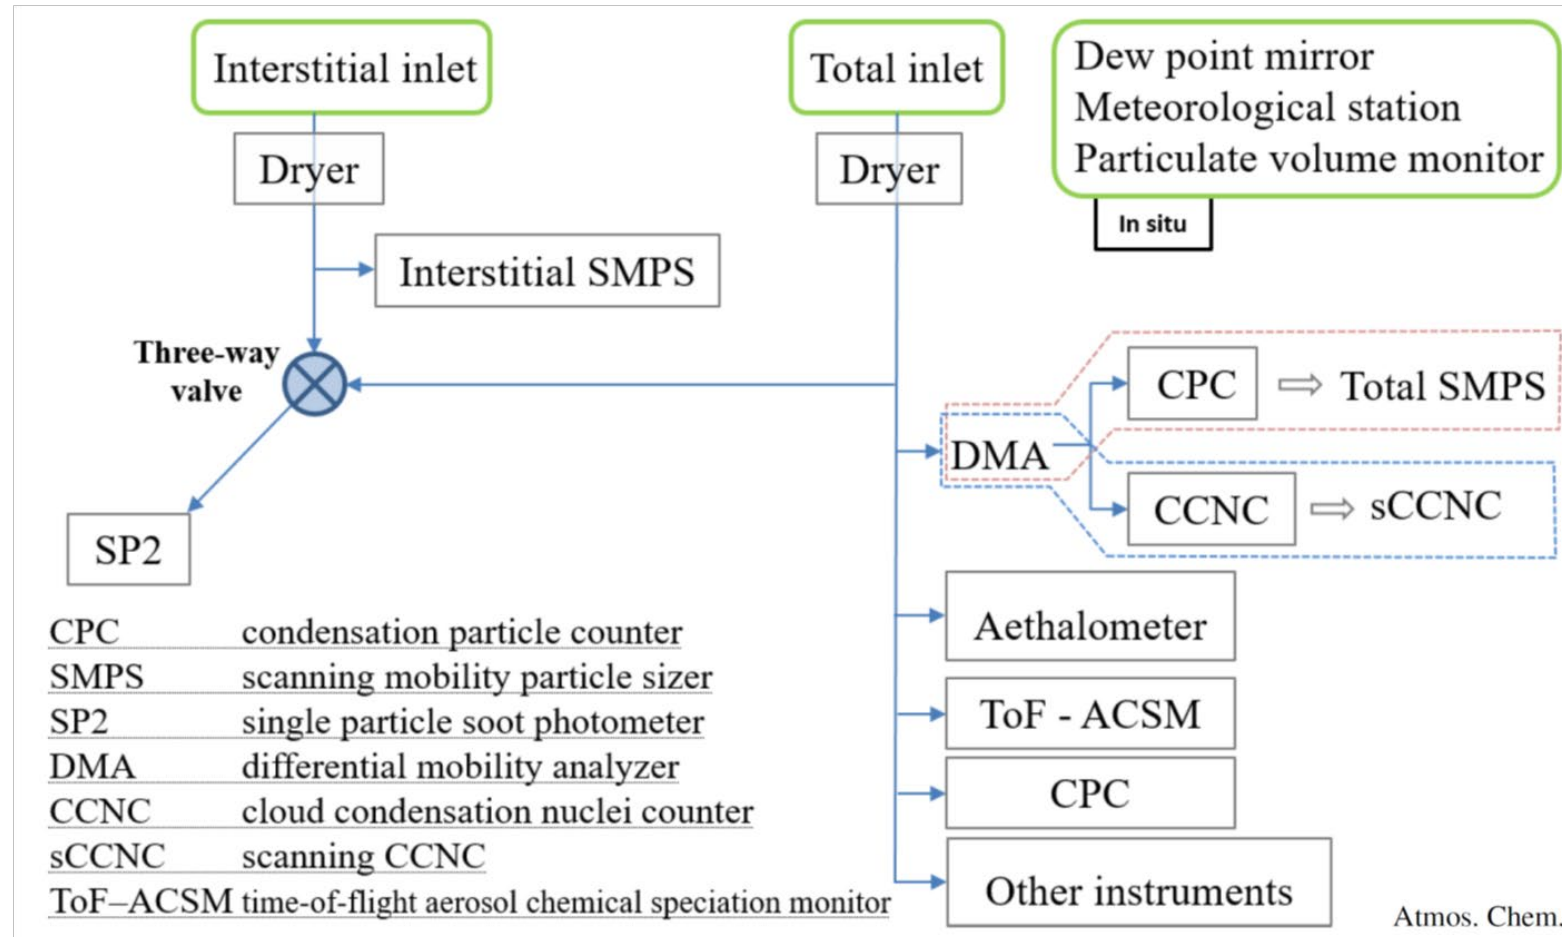 Interstitial inlet
Total inlet
Dew point mirror
Meteorological station
Particulate volume monitor
In situ
Dryer
Dryer
Interstitial SMPS
Three-way
valve
SP2
CPC
Total SMPS
DMA
CCNC
sCCNC
Aethalometer
ToF - ACSM
CPC
Other instruments
CPC condensation particle counter
SMPS scanning mobility particle sizer
SP2 single particle soot photometer
DMA differential mobility analyzer
CCNC cloud condensation nuclei counter
sCCNC scanning CCNC
ToF–ACSM time-of-flight aerosol chemical speciation monitor
Atmos. Chem.